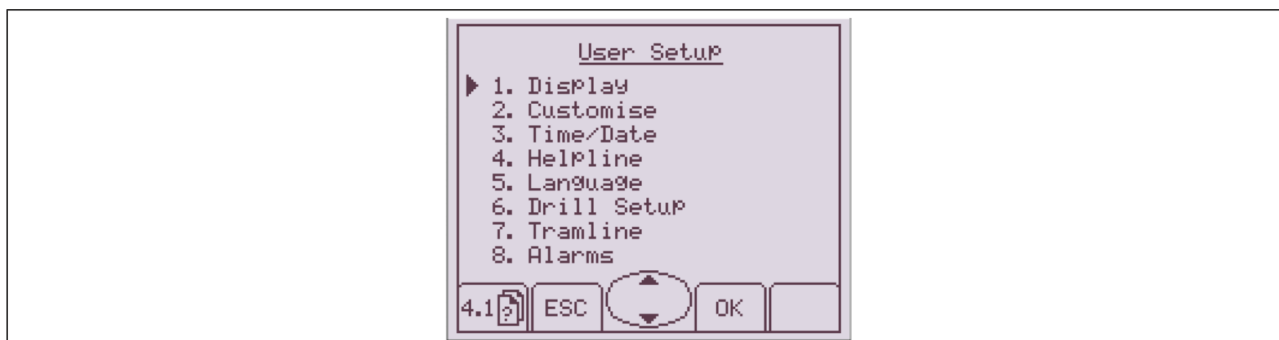 User Setup
1. Display
2. Customise
3. Time/Date
4. Helpline
5. Language
6. Drill Setup
7. Tramline
8. Alarms
4.1 ? ESC OK